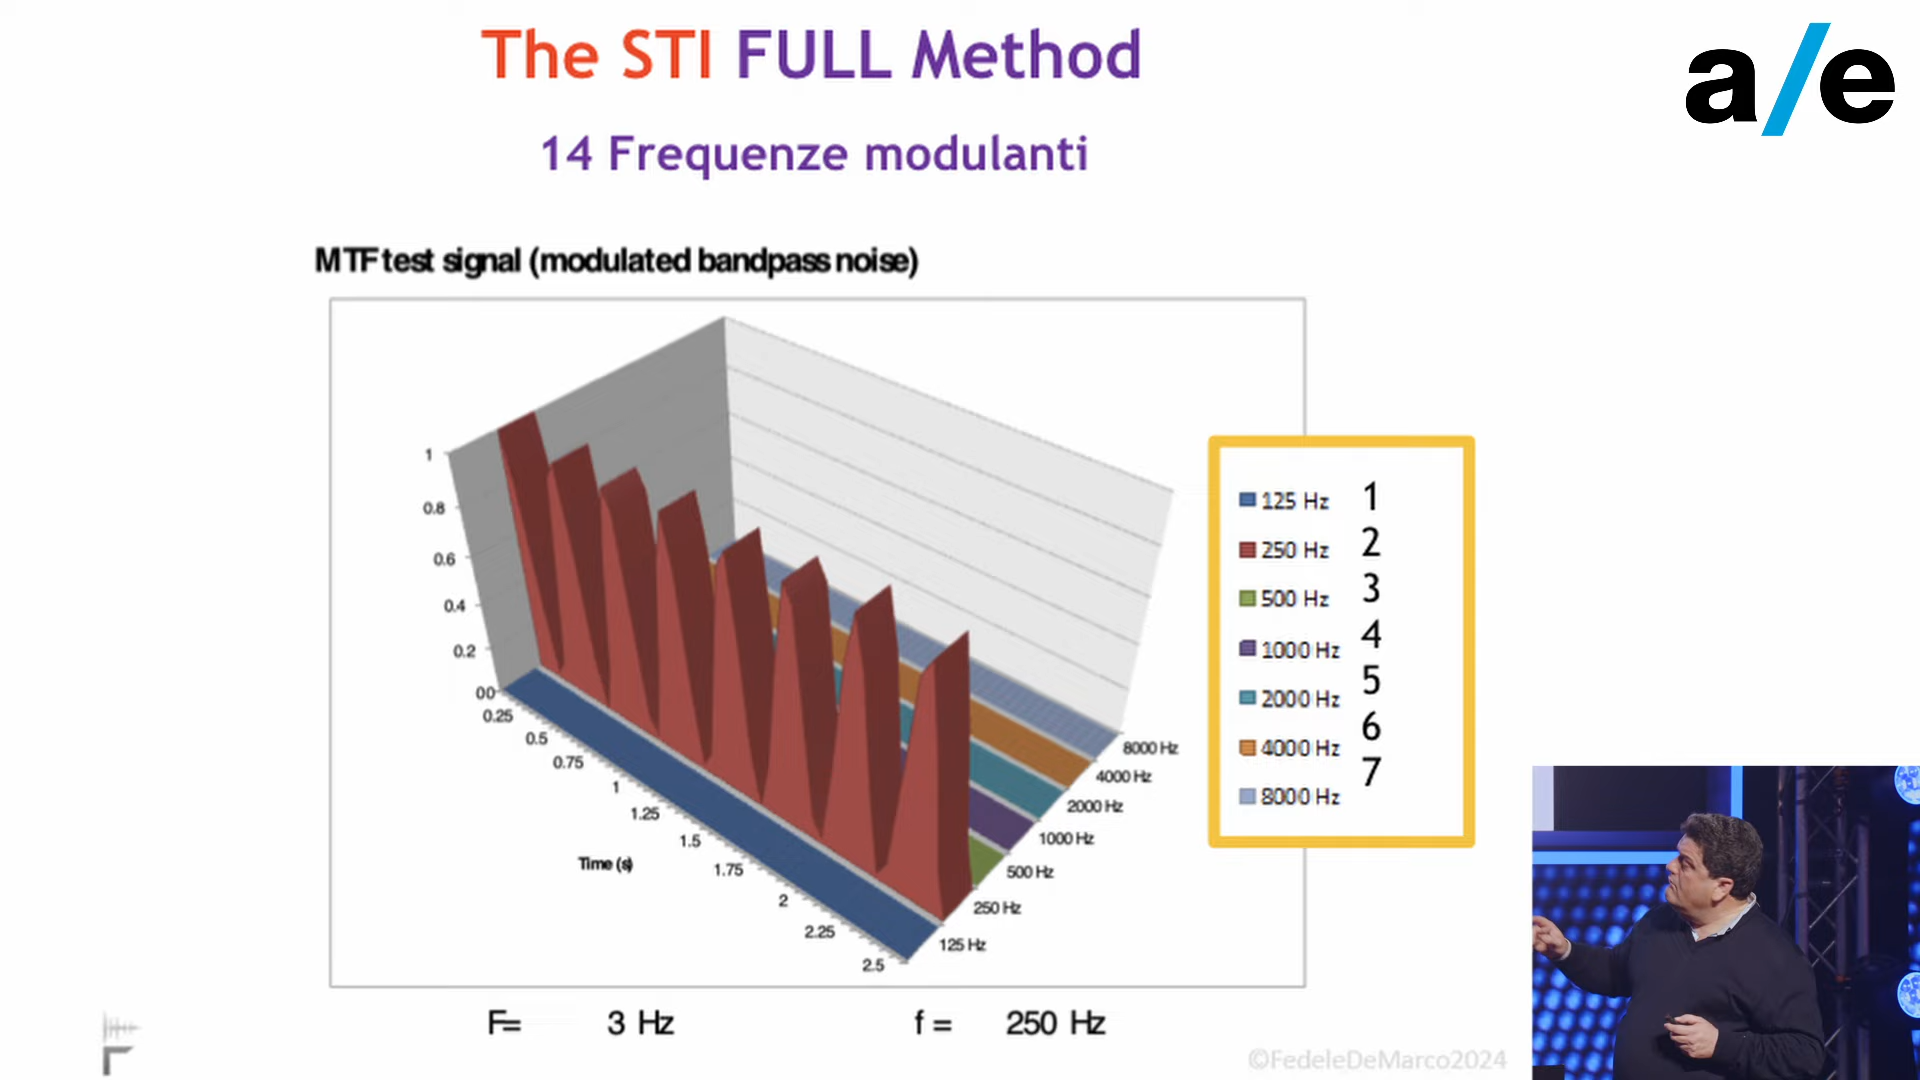 The STI FULL Method
a/e
14 Frequenze modulanti
MTF test signal (modulated bandpass noise)
1
0.8
0.6
0.4
0.2
00
0.25
0.5
0.75
1
1.25
1.5
1.75
2
2.25
2.5
Time (s)
8000 Hz
4000 Hz
2000 Hz
1000 Hz
500 Hz
250 Hz
125 Hz
125 Hz 1
250 Hz 2
500 Hz 3
1000 Hz 4
2000 Hz 5
4000 Hz 6
8000 Hz 7
F= 3 Hz f = 250 Hz
©FedeleDeMarco2024